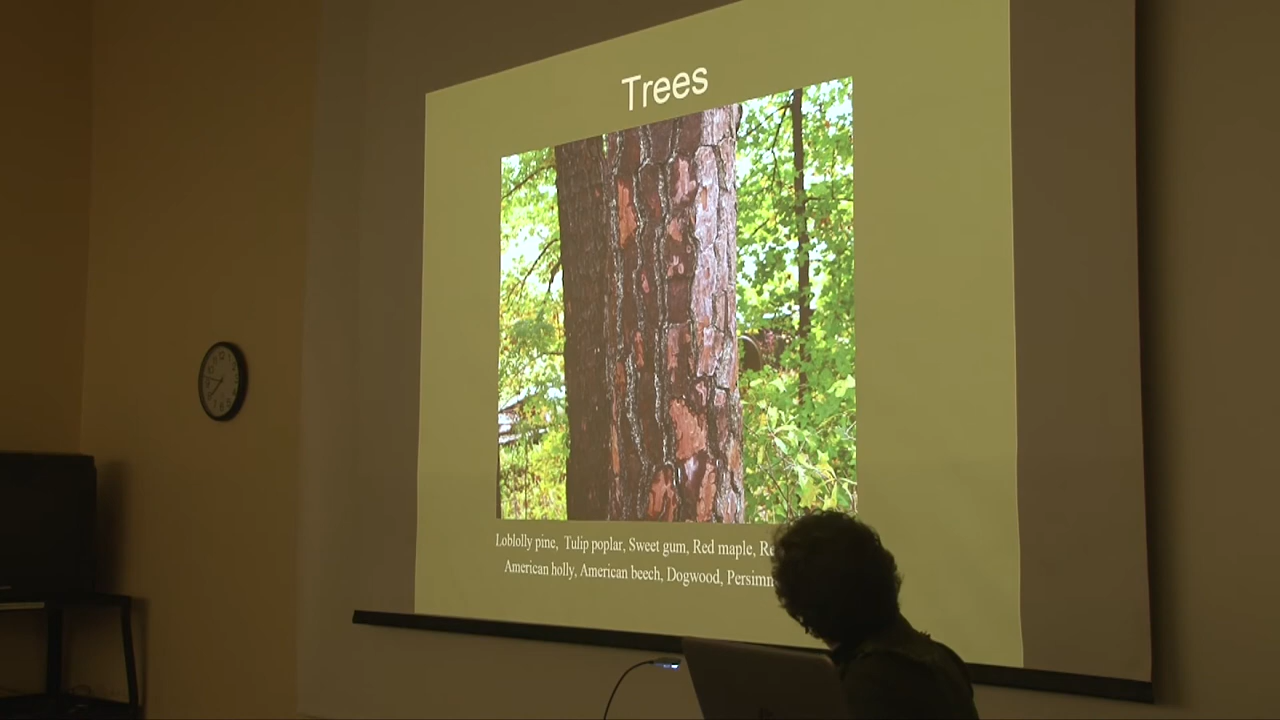 Trees
Loblolly pine, Tulip poplar, Sweet gum, Red maple,
American holly, American beech, Dogwood,